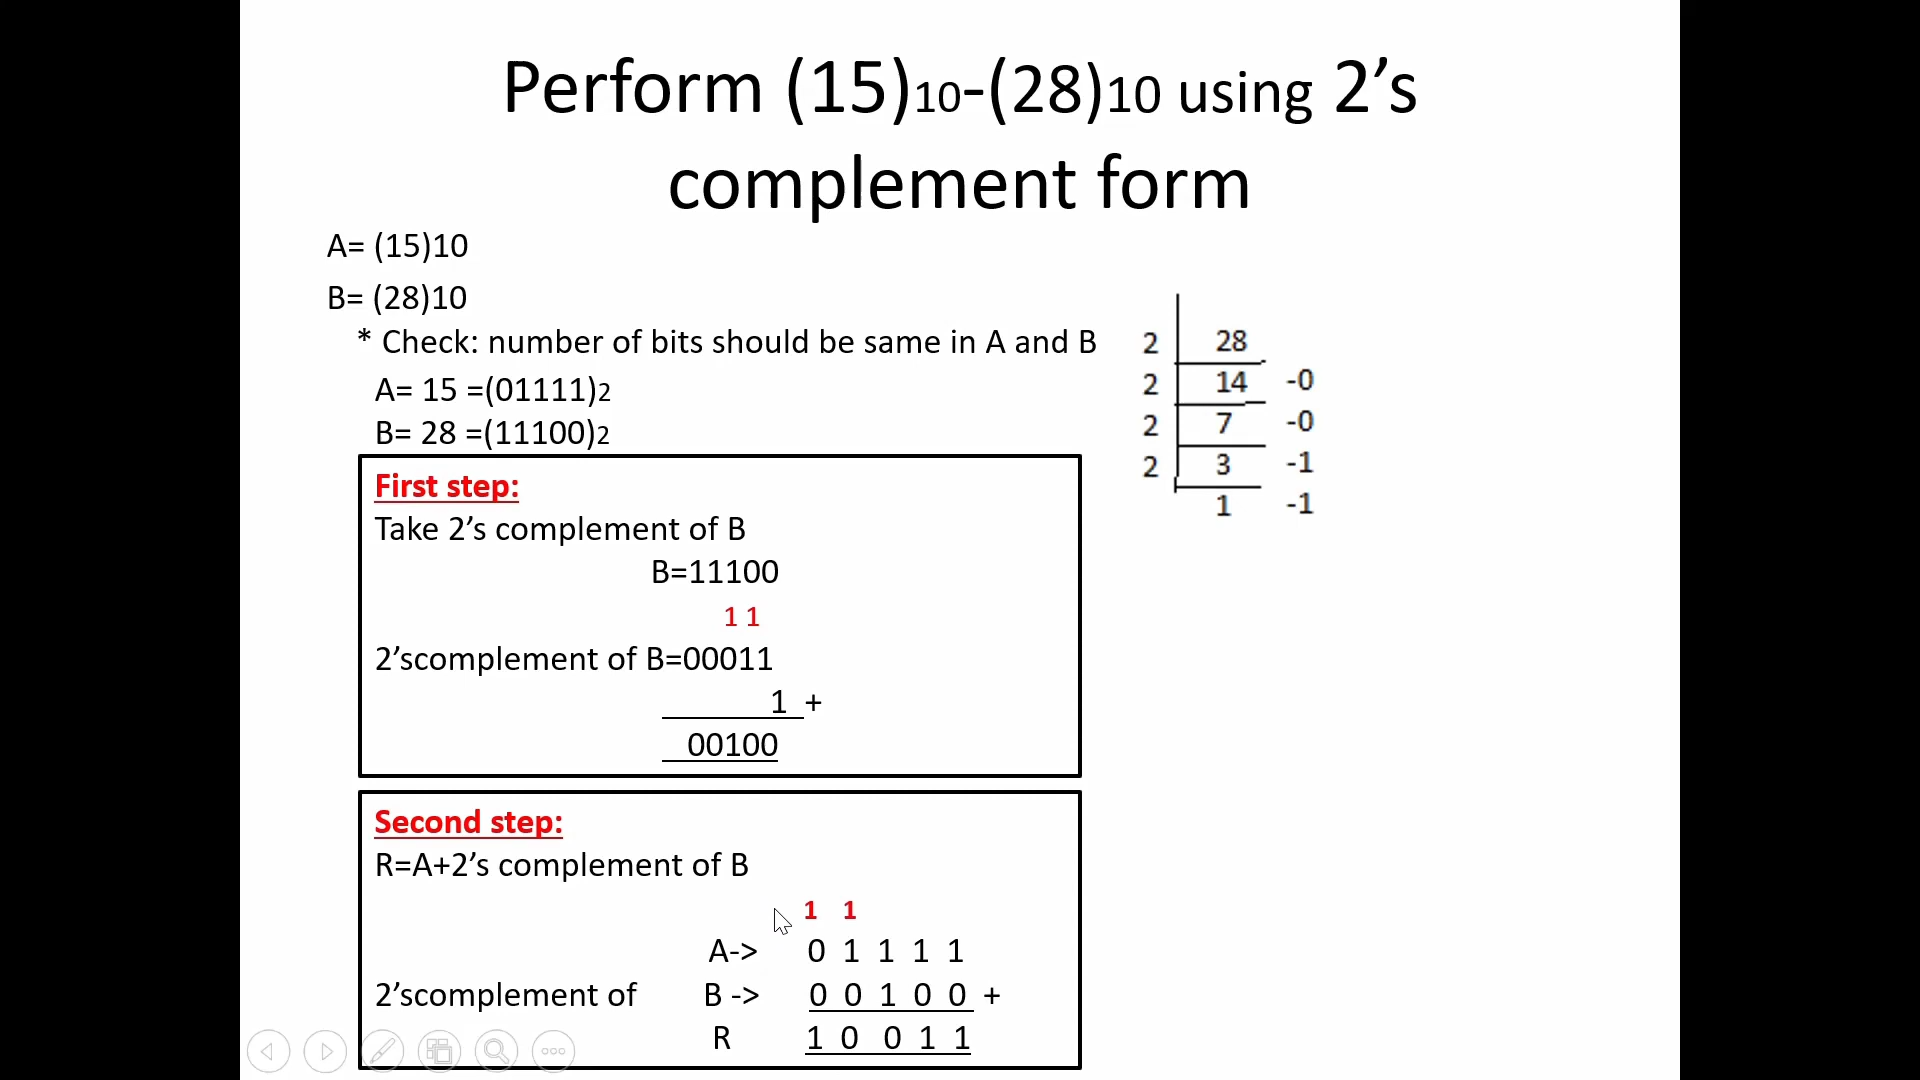 Perform (15)10-(28)10 using 2’s
complement form
A= (15)10
B= (28)10
* Check: number of bits should be same in A and B
A= 15 =(01111)2
B= 28 =(11100)2
First step:
Take 2’s complement of B
B=11100
1 1
2’scomplement of B=00011
1 +
00100
Second step:
R=A+2’s complement of B
1 1
A-> 0 1 1 1 1
2’scomplement of B -> 0 0 1 0 0 +
R 1 0 0 1 1
2 28
2 14 -0
2 7 -0
2 3 -1
1 -1